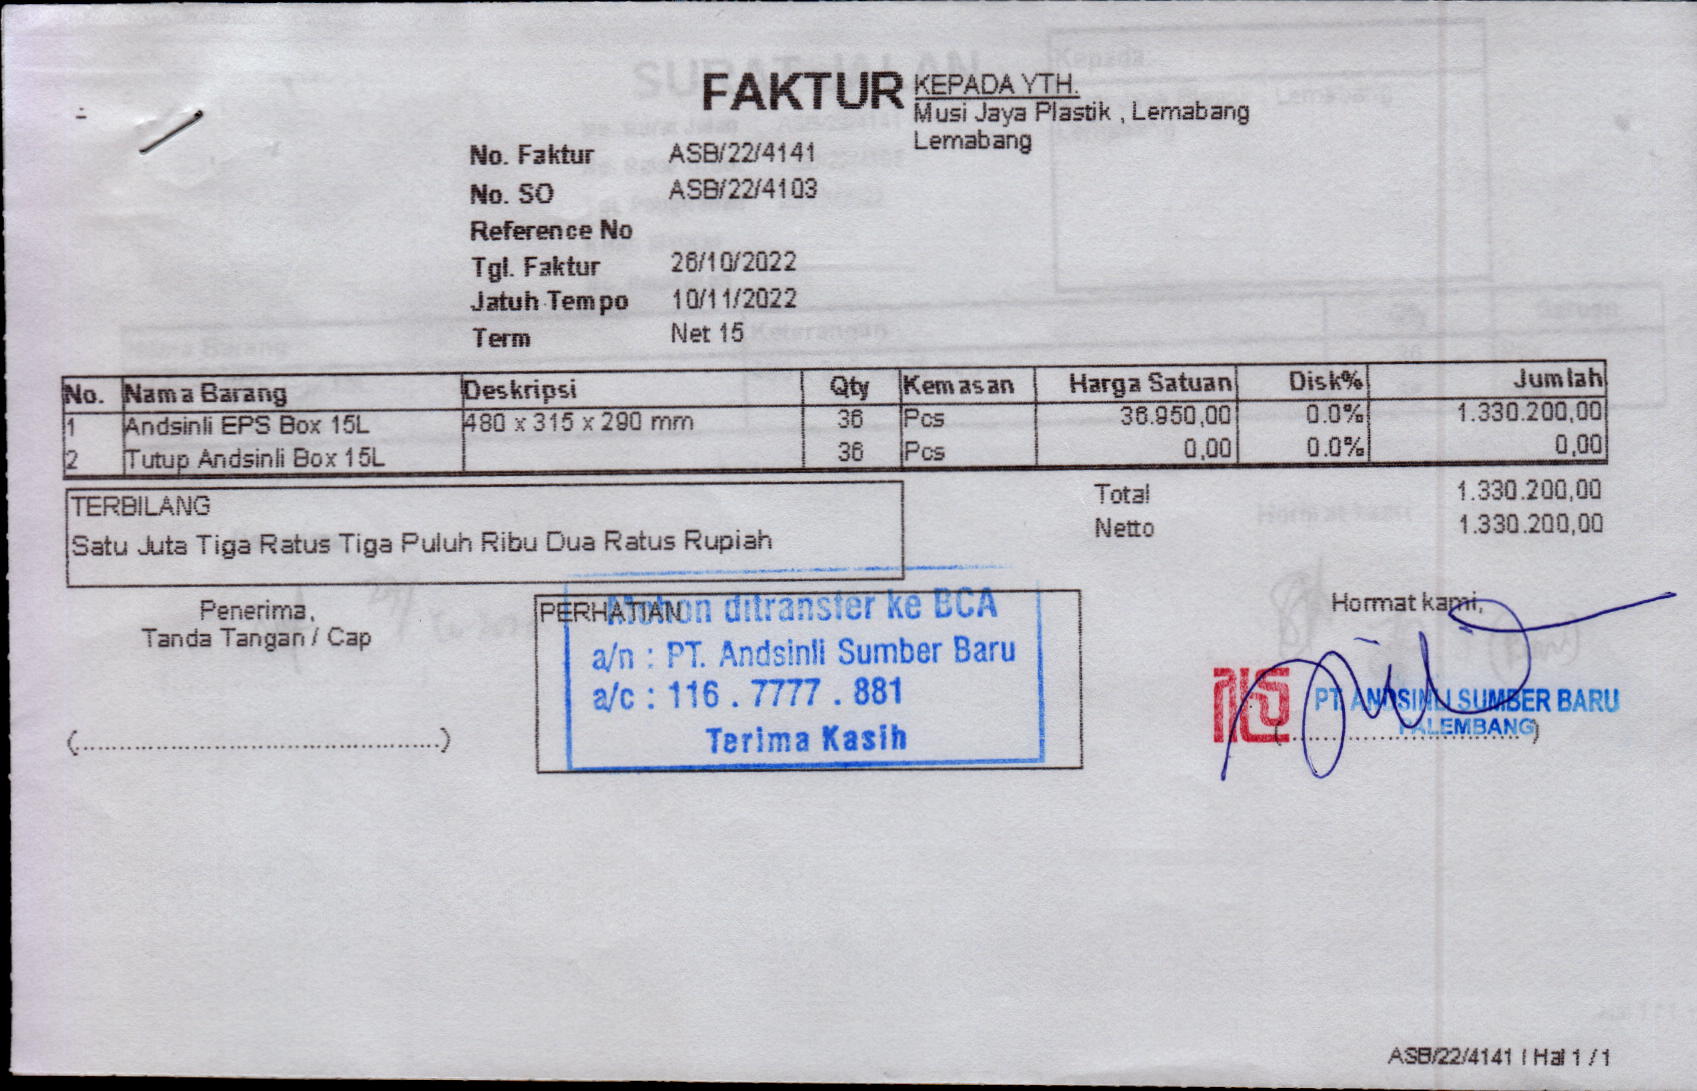 FAKTUR
KEPADA YTH.
Musi Jaya Plastik , Lemabang
Lemabang
No. Faktur ASB/22/4141
No. SO ASB/22/4103
Reference No
Tgl. Faktur 26/10/2022
Jatuh Tempo 10/11/2022
Term Net 15
No. Nama Barang Deskripsi Qty Kemasan Harga Satuan Disk% Jumlah
1 Andsinli EPS Box 15L 480 x 315 x 290 mm 36 Pcs 36.950,00 0.0% 1.330.200,00
2 Tutup Andsinli Box 15L 36 Pcs 0,00 0.0% 0,00
TERBILANG
Satu Juta Tiga Ratus Tiga Puluh Ribu Dua Ratus Rupiah
Total 1.330.200,00
Netto 1.330.200,00
Penerima,
Tanda Tangan / Cap
(..............................................)
PERHATIAN
Mohon ditransfer ke BCA
a/n : PT. Andsinli Sumber Baru
a/c : 116 . 7777 . 881
Terima Kasih
Hormat kami,
PT. ANDSINLI SUMBER BARU
PALEMBANG
ASB/22/4141 / Hal 1 / 1